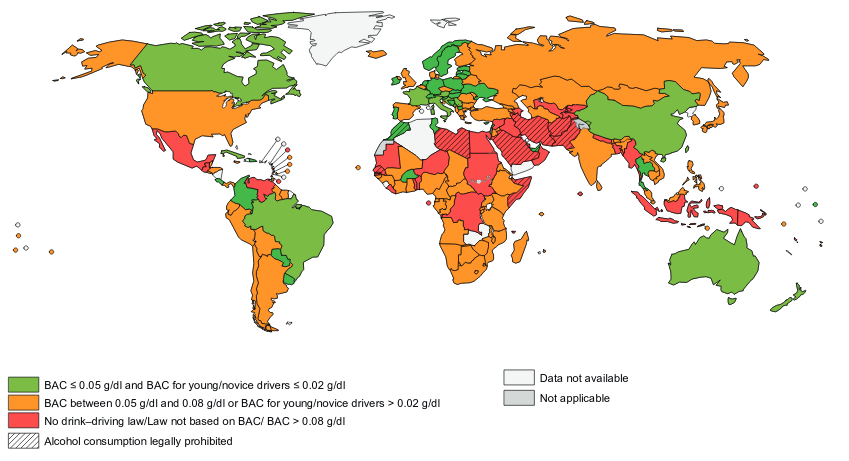 BAC ≤ 0.05 g/dl and BAC for young/novice drivers ≤ 0.02 g/dl
BAC between 0.05 g/dl and 0.08 g/dl or BAC for young/novice drivers > 0.02 g/dl
No drink–driving law/Law not based on BAC/ BAC > 0.08 g/dl
Alcohol consumption legally prohibited
Data not available
Not applicable